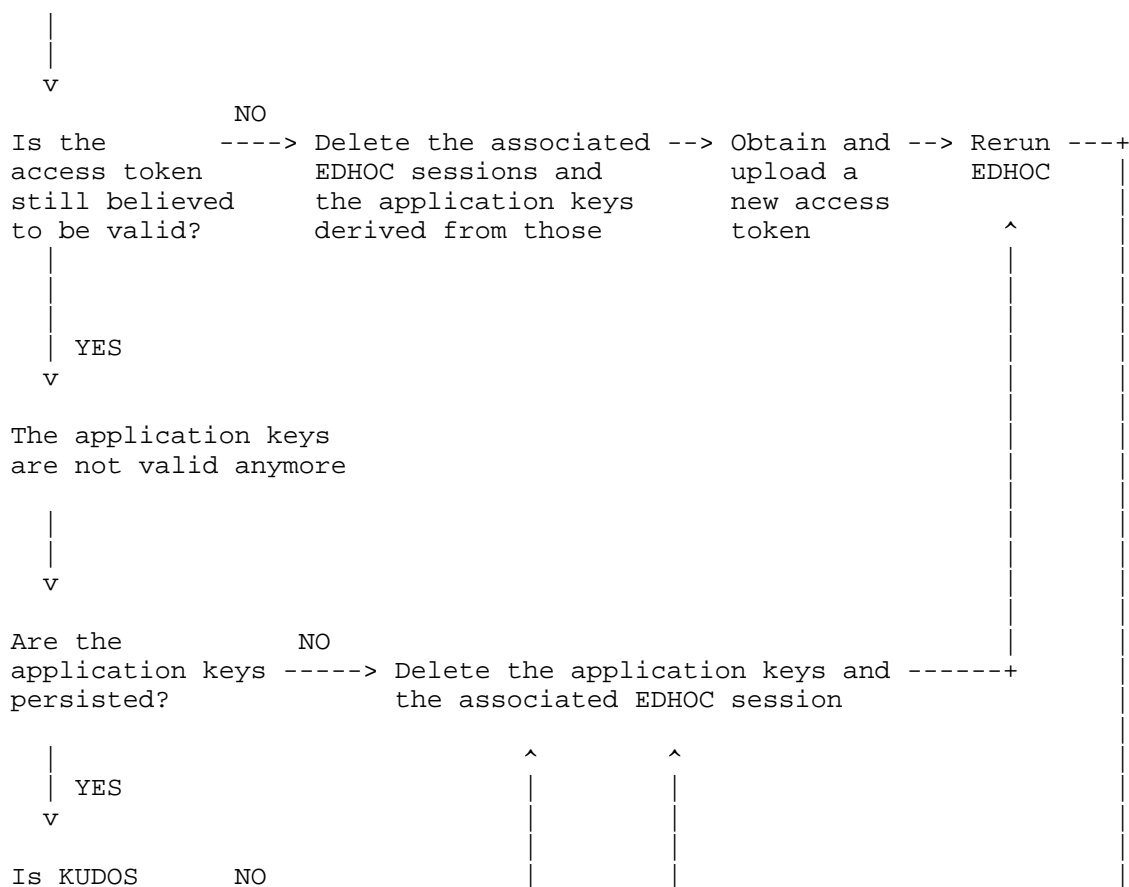 NO
Is the ----> Delete the associated --> Obtain and --> Rerun ---+
access token EDHOC sessions and upload a EDHOC |
still believed the application keys new access |
to be valid? derived from those token ^ |
YES
The application keys
are not valid anymore
Are the NO
application keys -----> Delete the application keys and ------+
persisted? the associated EDHOC session
YES
Is KUDOS NO